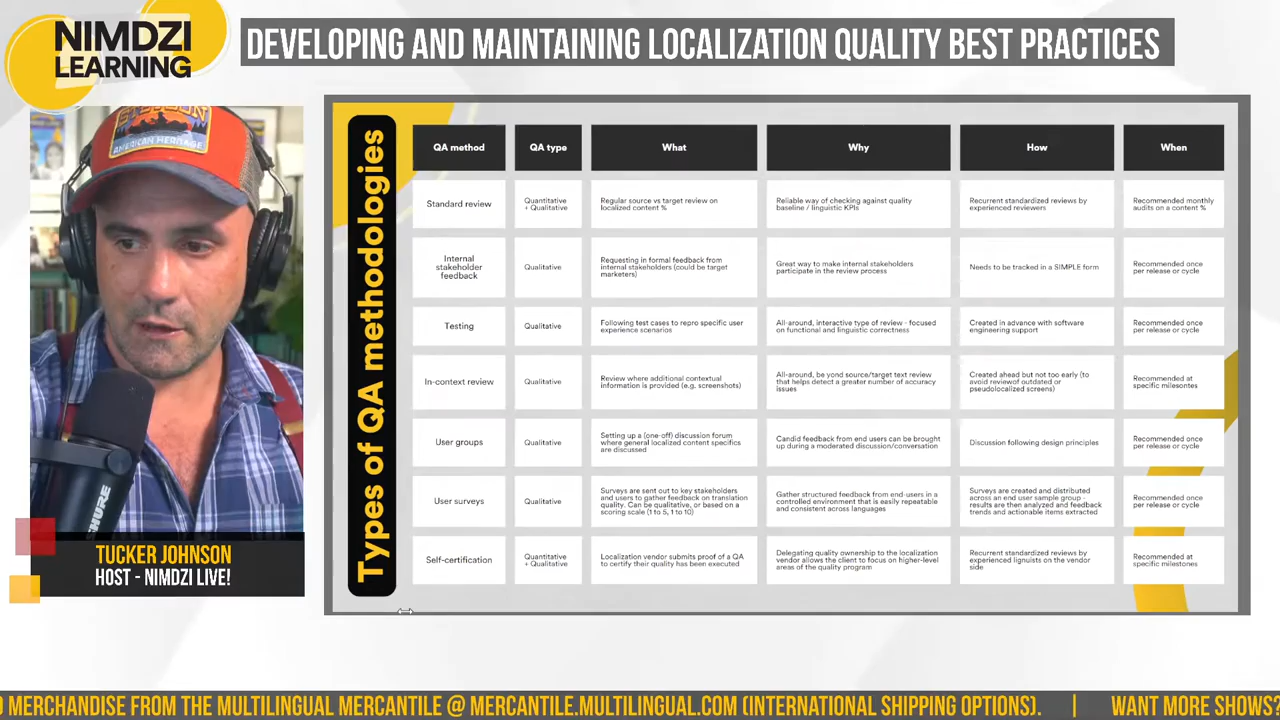 NIMDZI
LEARNING
DEVELOPING AND MAINTAINING LOCALIZATION QUALITY BEST PRACTICES
AMERICAN HERITAGE
SHURE
TUCKER JOHNSON
HOST - NIMDZI LIVE!
Types of QA methodologies
QA method
QA type
What
Why
How
When
Standard review
Quantitative
+ Qualitative
Regular source vs target review on
localized content %
Reliable way of checking against quality
baseline / linguistic KPIs
Recurrent standardized reviews by
experienced reviewers
Recommended monthly
audits on a content %
Internal
stakeholder
feedback
Qualitative
Requesting in formal feedback from
internal stakeholders (could be target
marketers)
Great way to make internal stakeholders
participate in the review process
Needs to be tracked in a SIMPLE form
Recommended once
per release or cycle
Testing
Qualitative
Following test cases to repro specific user
experience scenarios
All-around, interactive type of review - focused
on functional and linguistic correctness
Created in advance with software
engineering support
Recommended once
per release or cycle
In-context review
Qualitative
Review where additional contextual
information is provided (e.g. screenshots)
All-around, be yond source/target text review
that helps detect a greater number of accuracy
issues
Created ahead but not too early (to
avoid reviewof outdated or
pseudolocalized screens)
Recommended at
specific milesontes
User groups
Qualitative
Setting up a (one-off) discussion forum
where general localized content specifics
are discussed
Candid feedback from end users can be brought
up during a moderated discussion/conversation
Discussion following design principles
Recommended once
per release or cycle
User surveys
Qualitative
Surveys are sent out to key stakeholders
and users to gather feedback on translation
quality. Can be qualitative, or based on a
scoring scale (1 to 5, 1 to 10)
Gather structured feedback from end-users in a
controlled environment that is easily repeatable
and consistent across languages
Surveys are created and distributed
across an end user sample group -
results are then analyzed and feedback
trends and actionable items extracted
Recommended once
per release or cycle
Self-certification
Quantitative
+ Qualitative
Localization vendor submits proof of a QA
to certify their quality has been executed
Delegating quality ownership to the localization
vendor allows the client to focus on higher-level
areas of the quality program
Recurrent standardized reviews by
experienced lignuists on the vendor
side
Recommended at
specific milestones
MERCHANDISE FROM THE MULTILINGUAL MERCANTILE @ MERCANTILE.MULTILINGUAL.COM (INTERNATIONAL SHIPPING OPTIONS). | WANT MORE SHOWS?